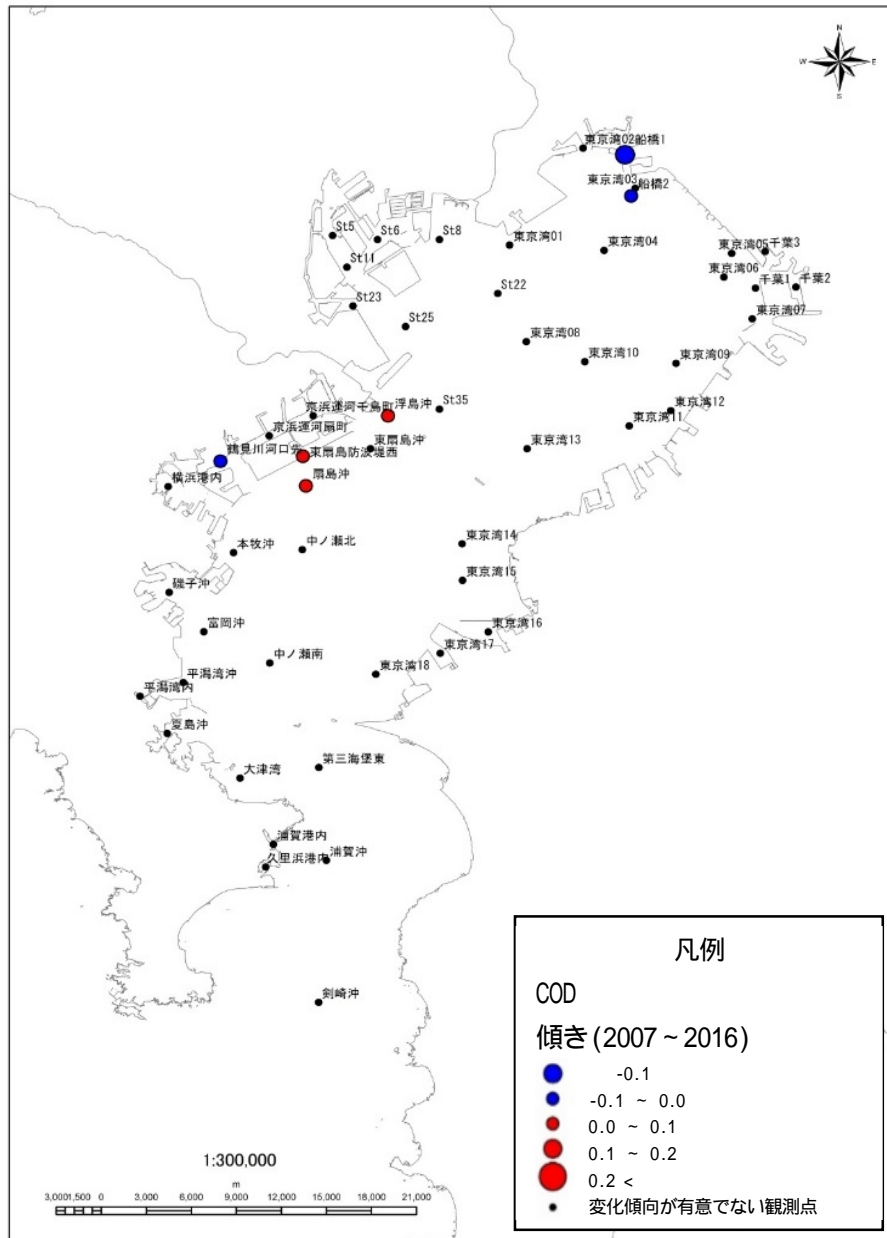 N
W
E
S
東京湾02
船橋1
東京湾03
船橋2
St5
St6
St8
東京湾01
東京湾04
東京湾05
千葉3
St11
東京湾06
千葉1
千葉2
St22
St23
東京湾07
St25
東京湾08
東京湾10
東京湾09
京浜運河千鳥町
浮島沖
St35
東京湾12
京浜運河扇町
東京湾11
鶴見川河口先
東扇島防波堤西
東扇島沖
東京湾13
横浜港内
扇島沖
本牧沖
中ノ瀬北
東京湾14
磯子沖
東京湾15
富岡沖
東京湾16
中ノ瀬南
東京湾17
平潟湾沖
東京湾18
平潟湾内
夏島沖
大津湾
第三海堡東
浦賀港内
久里浜港内
浦賀沖
剣崎沖
凡例
COD
傾き(2007～2016)
-0.1
-0.1 ~ 0.0
0.0 ~ 0.1
0.1 ~ 0.2
0.2 <
変化傾向が有意でない観測点
1:300,000
m
3,000 1,500 0 3,000 6,000 9,000 12,000 15,000 18,000 21,000